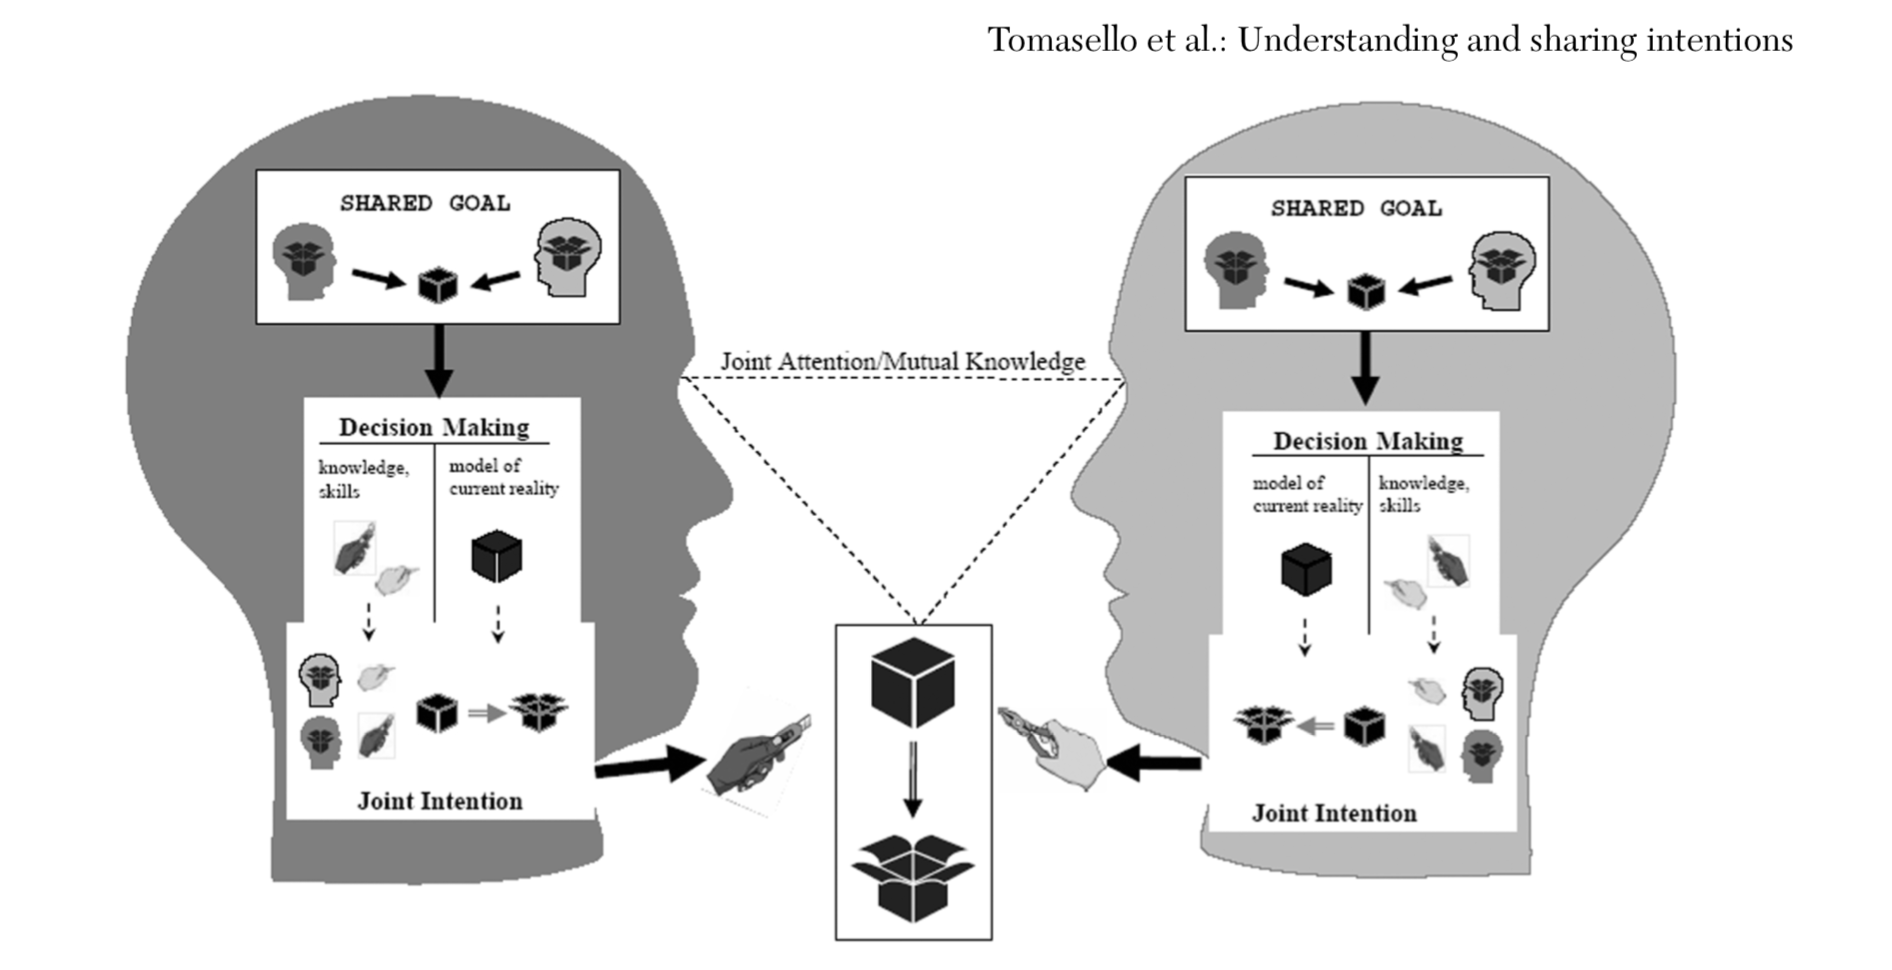 Tomasello et al.: Understanding and sharing intentions
SHARED GOAL
Decision Making
knowledge,
skills
model of
current reality
Joint Intention
Joint Attention/Mutual Knowledge
SHARED GOAL
Decision Making
model of
current reality
knowledge,
skills
Joint Intention